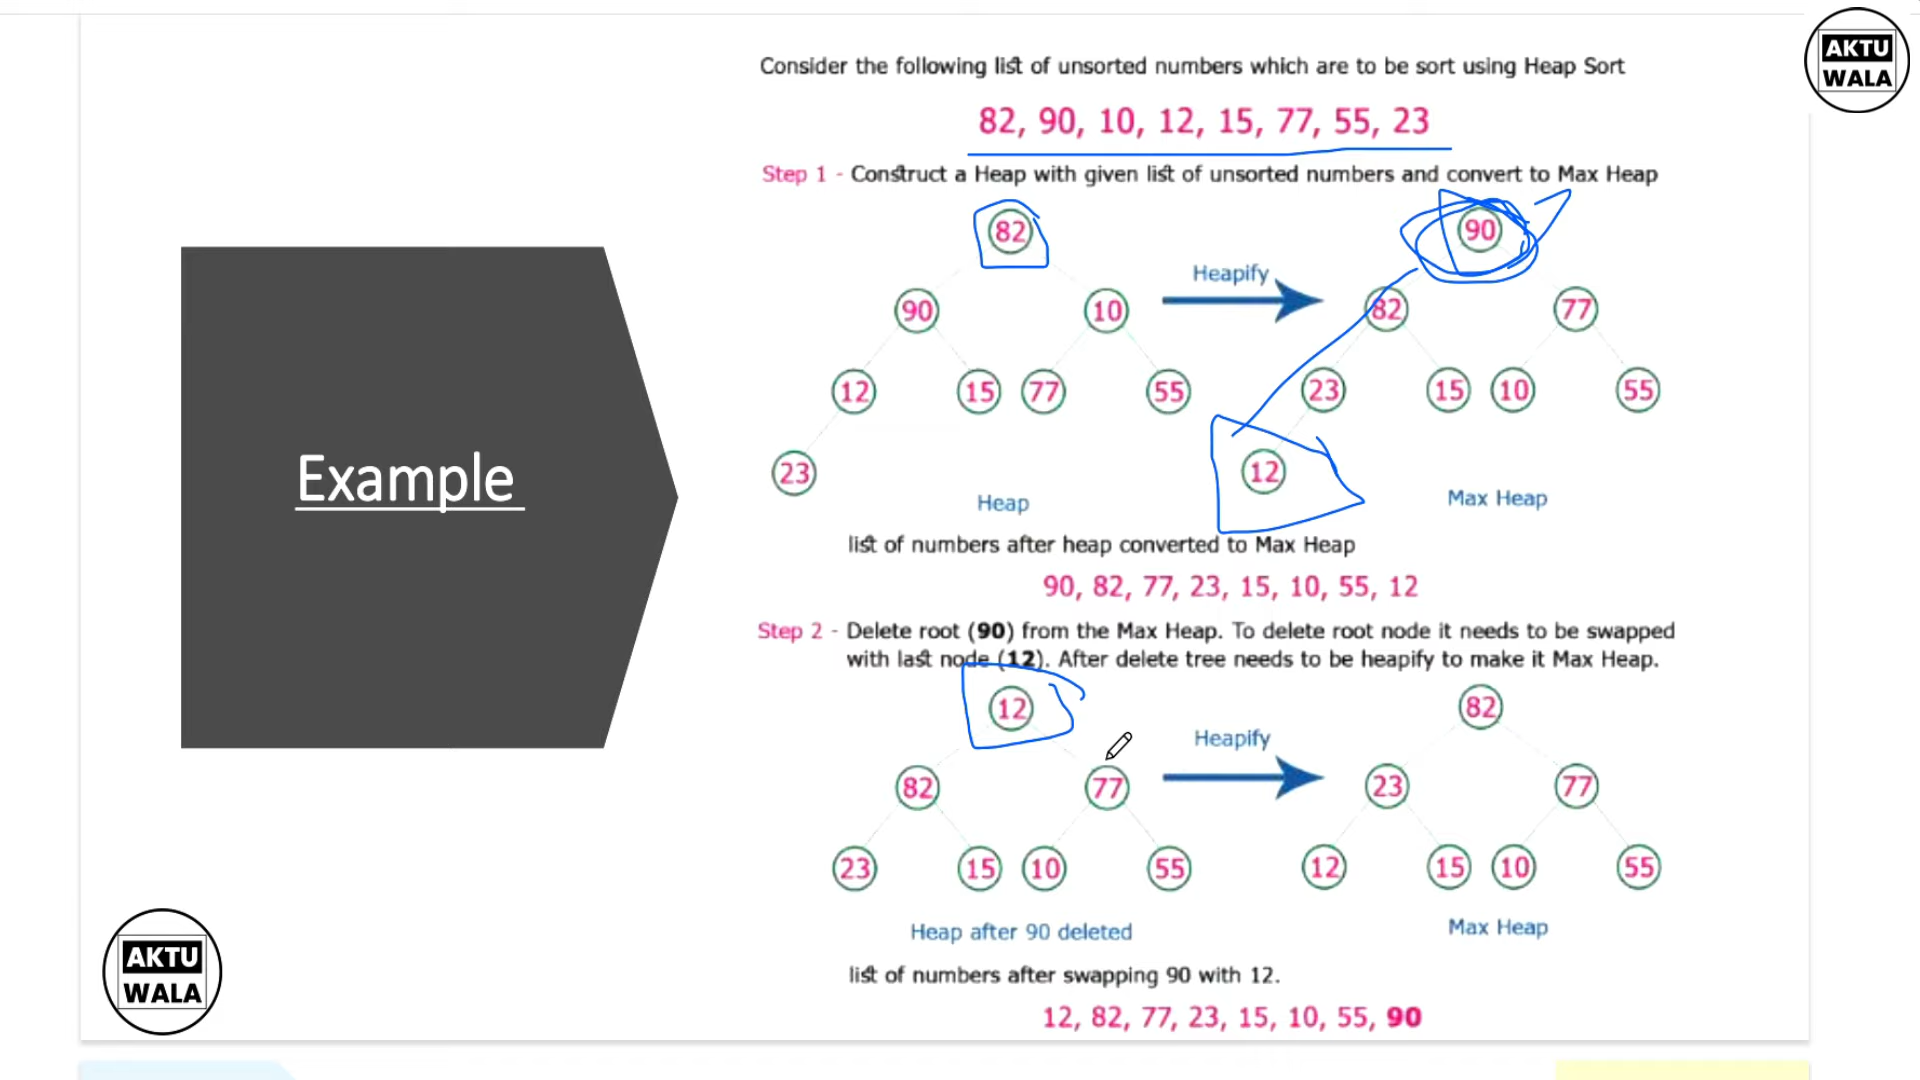 AKTU
WALA
Consider the following list of unsorted numbers which are to be sort using Heap Sort
82, 90, 10, 12, 15, 77, 55, 23
Step 1 - Construct a Heap with given list of unsorted numbers and convert to Max Heap
82
90
Heapify
90
10
82
77
12
15
77
55
23
15
10
55
23
12
Heap
Max Heap
list of numbers after heap converted to Max Heap
90, 82, 77, 23, 15, 10, 55, 12
Example
Step 2 - Delete root (90) from the Max Heap. To delete root node it needs to be swapped
with last node (12). After delete tree needs to be heapify to make it Max Heap.
12
82
Heapify
82
77
23
77
23
15
10
55
12
15
10
55
Heap after 90 deleted
Max Heap
list of numbers after swapping 90 with 12.
12, 82, 77, 23, 15, 10, 55, 90
AKTU
WALA